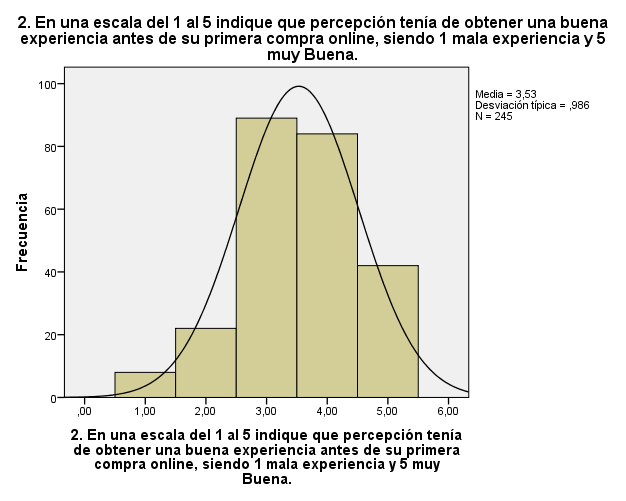 2. En una escala del 1 al 5 indique que percepción tenía de obtener una buena
experiencia antes de su primera compra online, siendo 1 mala experiencia y 5
muy Buena.
Media = 3,53
Desviación típica = ,986
N = 245
Frecuencia
100
80
60
40
20
0
,00 1,00 2,00 3,00 4,00 5,00 6,00
2. En una escala del 1 al 5 indique que percepción tenía
de obtener una buena experiencia antes de su primera
compra online, siendo 1 mala experiencia y 5 muy
Buena.